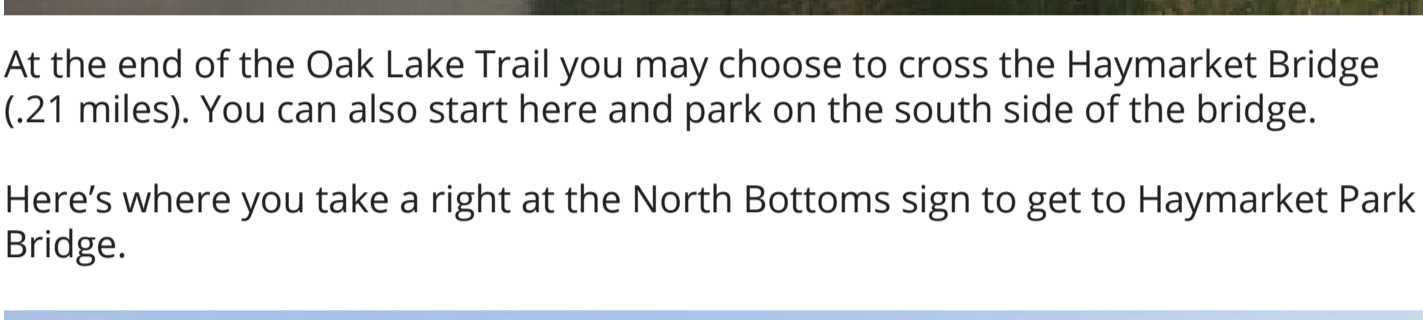 At the end of the Oak Lake Trail you may choose to cross the Haymarket Bridge
(.21 miles). You can also start here and park on the south side of the bridge.
Here’s where you take a right at the North Bottoms sign to get to Haymarket Park
Bridge.